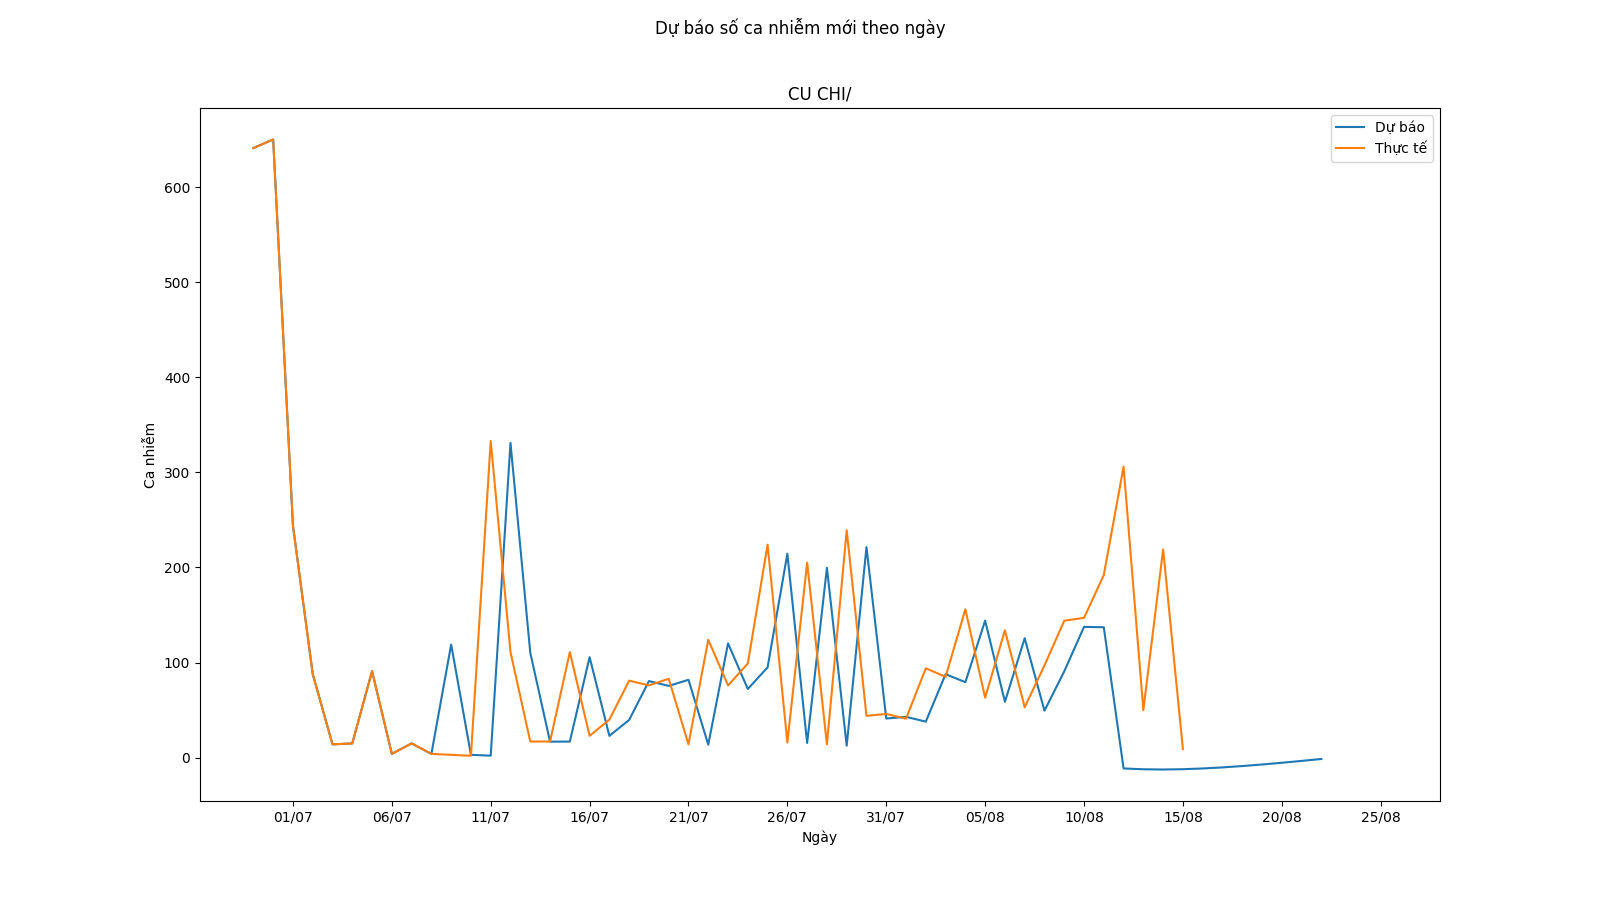 Dự báo số ca nhiễm mới theo ngày
CU CHI/
Dự báo
Thực tế
600
500
400
300
200
100
0
Ca nhiễm
01/07 06/07 11/07 16/07 21/07 26/07 31/07 05/08 10/08 15/08 20/08 25/08
Ngày